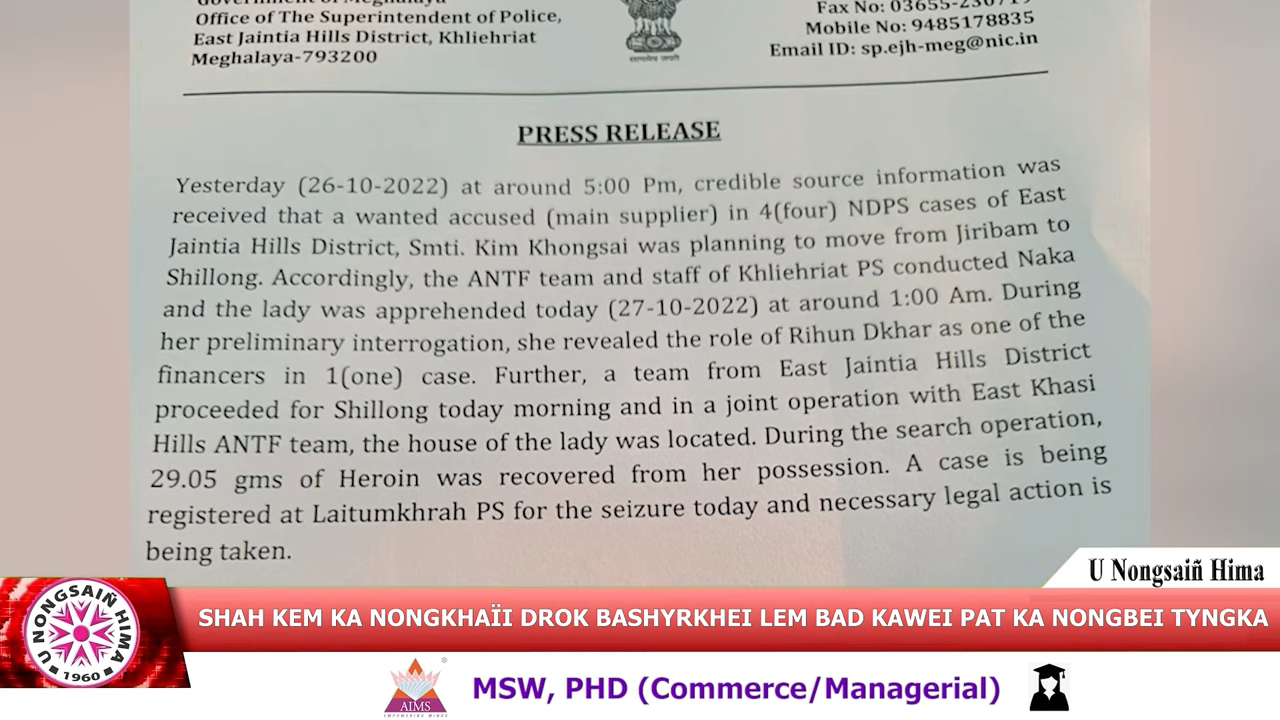 Government of Meghalaya
Office of The Superintendent of Police,
East Jaintia Hills District, Khliehriat
Meghalaya-793200
सत्यमेव जयते
Fax No: 03655-230719
Mobile No: 9485178835
Email ID: sp.ejh-meg@nic.in
PRESS RELEASE
Yesterday (26-10-2022) at around 5:00 Pm, credible source information was
received that a wanted accused (main supplier) in 4(four) NDPS cases of East
Jaintia Hills District, Smti. Kim Khongsai was planning to move from Jiribam to
Shillong. Accordingly, the ANTF team and staff of Khliehriat PS conducted Naka
and the lady was apprehended today (27-10-2022) at around 1:00 Am. During
her preliminary interrogation, she revealed the role of Rihun Dkhar as one of the
financers in 1(one) case. Further, a team from East Jaintia Hills District
proceeded for Shillong today morning and in a joint operation with East Khasi
Hills ANTF team, the house of the lady was located. During the search operation,
29.05 gms of Heroin was recovered from her possession. A case is being
registered at Laitumkhrah PS for the seizure today and necessary legal action is
being taken.
U Nongsaiñ Hima
U NONGSAIÑ HIMA
1960
SHAH KEM KA NONGKHAÏI DROK BASHYRKHEI LEM BAD KAWEI PAT KA NONGBEI TYNGKA
AIMS
EMPOWERING MINDS
MSW, PHD (Commerce/Managerial)